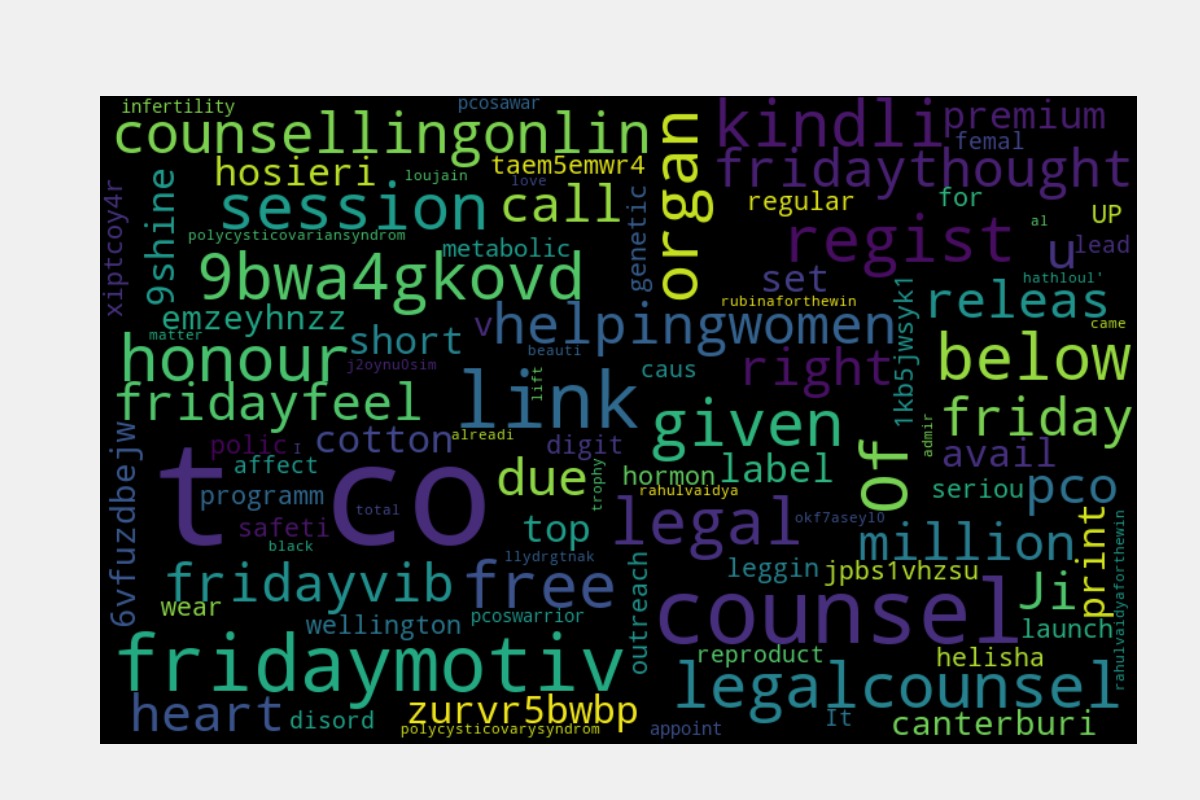 infertility
pcosawar
counsellingonlin
organ
kindli
premium
femal
hosieri
taem5emwr4
fridaythought
loujain
love
xiptcoy4r
9shine
session
call
genetic
regular
for
al
UP
polycysticovariansyndrom
metabolic
regist
u
lead
9bwa4gkovd
set
hathloul'
rubinaforthewin
releas
emzeyhnzz
v
helpingwomen
1kb5jwsyk1
came
matter
short
beauti
honour
j2oynu0sim
link
lift
caus
right
below
fridayfeel
given
admir
friday
6vfuzdbejw
polic
I
cotton
alreadi
digit
of
avail
t
co
affect
due
trophy
hormon
label
seriou
pco
programm
rahulvaidya
total
safeti
top
legal
okf7asey10
million
print
rahulvaidyaforthewin
black
llydrgtnak
fridayvib
free
outreach
leggin
jpbs1vhzsu
Ji
wear
wellington
pcoswarrior
counsel
launch
fridaymotiv
reproduct
helisha
legalcounsel
heart
disord
zurvr5bwbp
polycysticovarysyndrom
appoint
It
canterburi